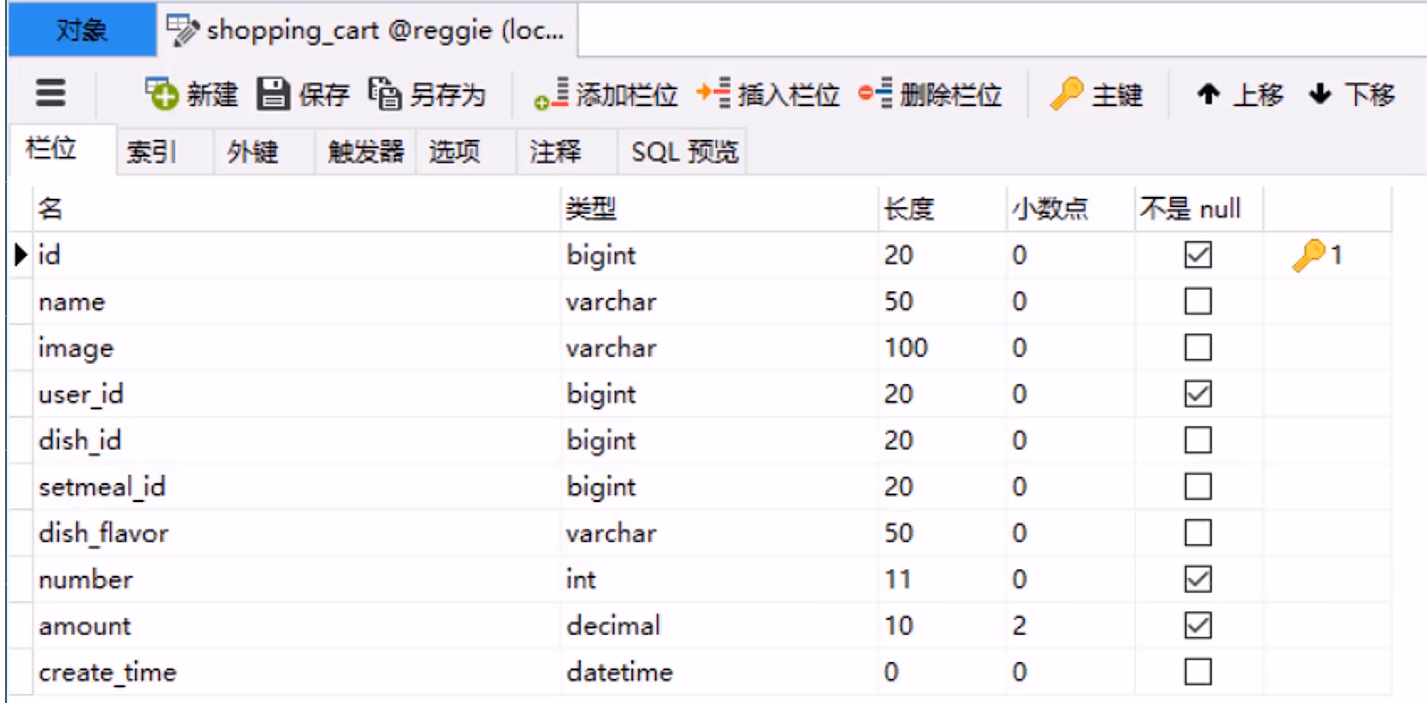 对象 shopping_cart @reggie (loc...
新建 保存 另存为 添加栏位 插入栏位 删除栏位 主键 上移 下移
栏位 索引 外键 触发器 选项 注释 SQL 预览
名 类型 长度 小数点 不是 null
id bigint 20 0 1
name varchar 50 0
image varchar 100 0
user_id bigint 20 0
dish_id bigint 20 0
setmeal_id bigint 20 0
dish_flavor varchar 50 0
number int 11 0
amount decimal 10 2
create_time datetime 0 0